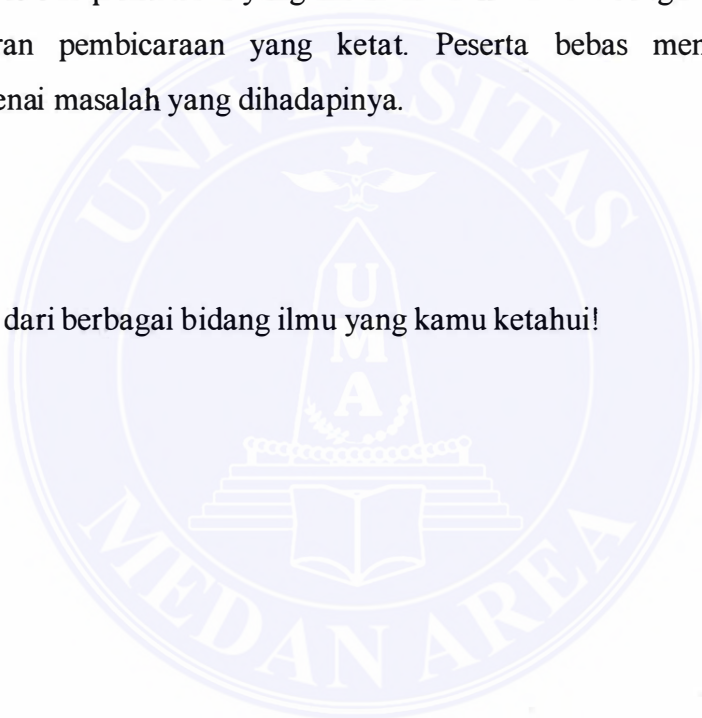 ran pembicaraan yang ketat. Peserta bebas men
enai masalah yang dihadapinya.
UNIVERSITAS
U
M
A
dari berbagai bidang ilmu yang kamu ketahui!
MEDAN AREA